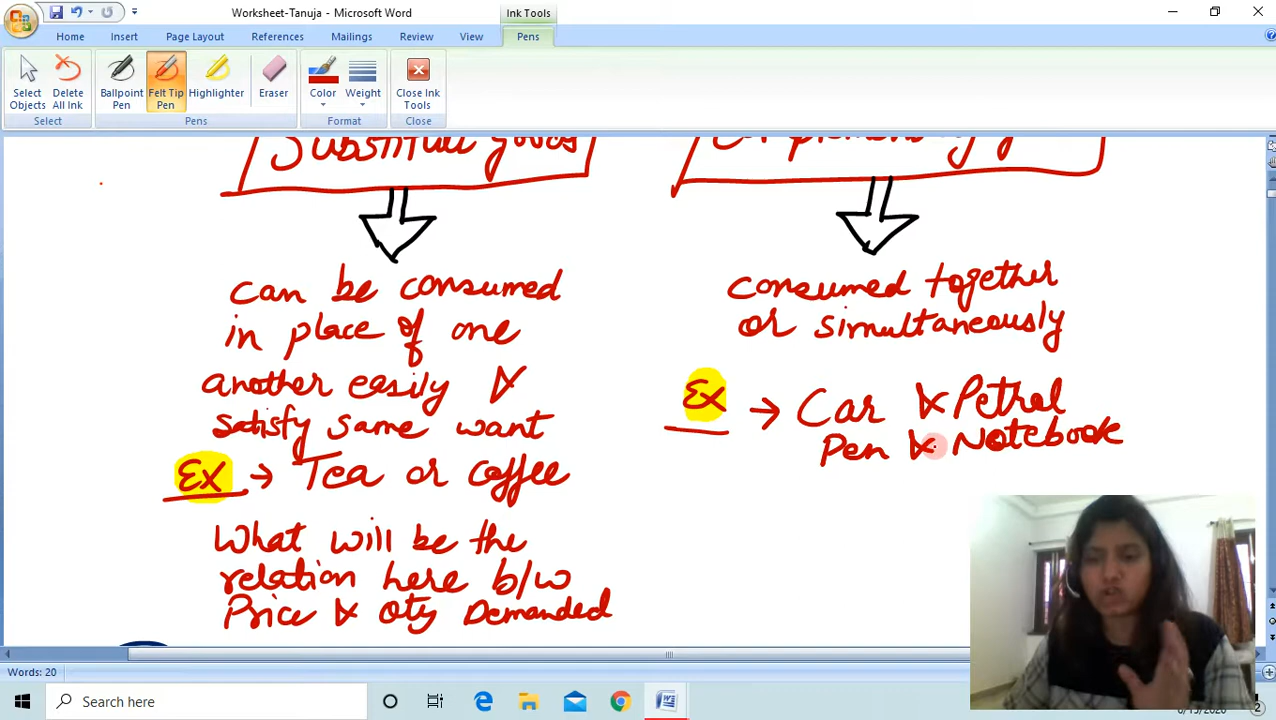 Worksheet-Tanuja - Microsoft Word
Ink Tools
Home
Insert
Page Layout
References
Mailings
Review
View
Pens
Select
Objects
Delete
All Ink
Ballpoint
Pen
Felt Tip
Pen
Highlighter
Eraser
Color
Weight
Close Ink
Tools
Select
Pens
Format
Close
Substitute goods
Complementary
can be consumed
in place of one
another easily &
satisfy same want
Ex → Tea or coffee
What will be the
relation here b/w
Price & Qty Demanded
consumed together
or simultaneously
Ex → Car & Petrol
Pen & Notebook
Words: 20
Search here